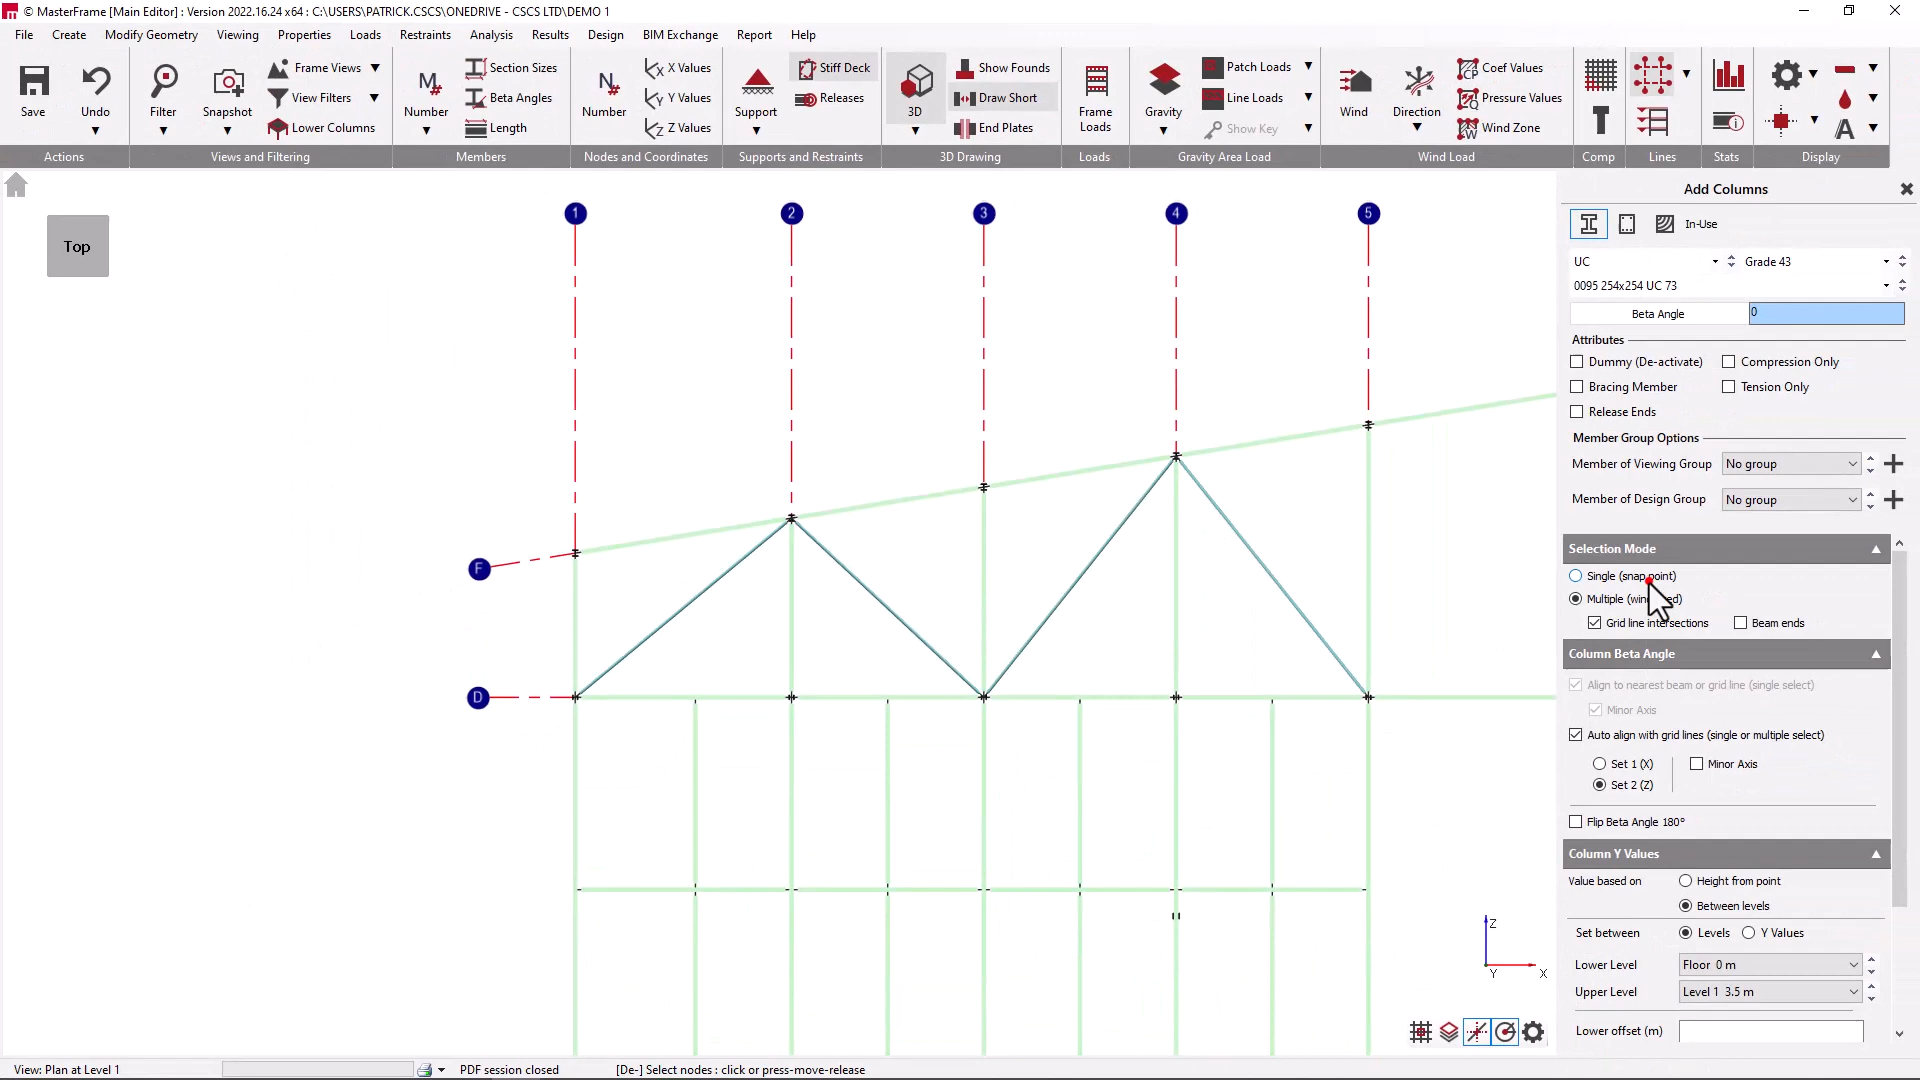 © MasterFrame [Main Editor] : Version 2022.16.24 x64 : C:\USERS\PATRICK.CSCS\ONEDRIVE - CSCS LTD\DEMO 1
File Create Modify Geometry Viewing Properties Loads Restraints Analysis Results Design BIM Exchange Report Help
Save
Undo
Actions
Filter
Snapshot
Frame Views
View Filters
Lower Columns
Views and Filtering
Number
Section Sizes
Beta Angles
Length
Members
Number
X Values
Y Values
Z Values
Nodes and Coordinates
Support
Stiff Deck
Releases
Supports and Restraints
3D
Show Founds
Draw Short
End Plates
3D Drawing
Frame
Loads
Loads
Gravity
Patch Loads
Line Loads
Show Key
Gravity Area Load
Wind
Direction
Coef Values
Pressure Values
Wind Zone
Wind Load
Comp
Lines
Stats
Display
Top
1 2 3 4 5
F
D
Z
Y
X
Add Columns
In-Use
UC Grade 43
0095 254x254 UC 73
Beta Angle 0
Attributes
Dummy (De-activate) Compression Only
Bracing Member Tension Only
Release Ends
Member Group Options
Member of Viewing Group No group
Member of Design Group No group
Selection Mode
Single (snap point)
Multiple
Grid line intersections Beam ends
Column Beta Angle
Align to nearest beam or grid line (single select)
Minor Axis
Auto align with grid lines (single or multiple select)
Set 1 (X) Minor Axis
Set 2 (Z)
Flip Beta Angle 180°
Column Y Values
Value based on Height from point
Between levels
Set between Levels Y Values
Lower Level Floor 0 m
Upper Level Level 1 3.5 m
Lower offset (m)
View: Plan at Level 1 PDF session closed [De-] Select nodes : click or press-move-release